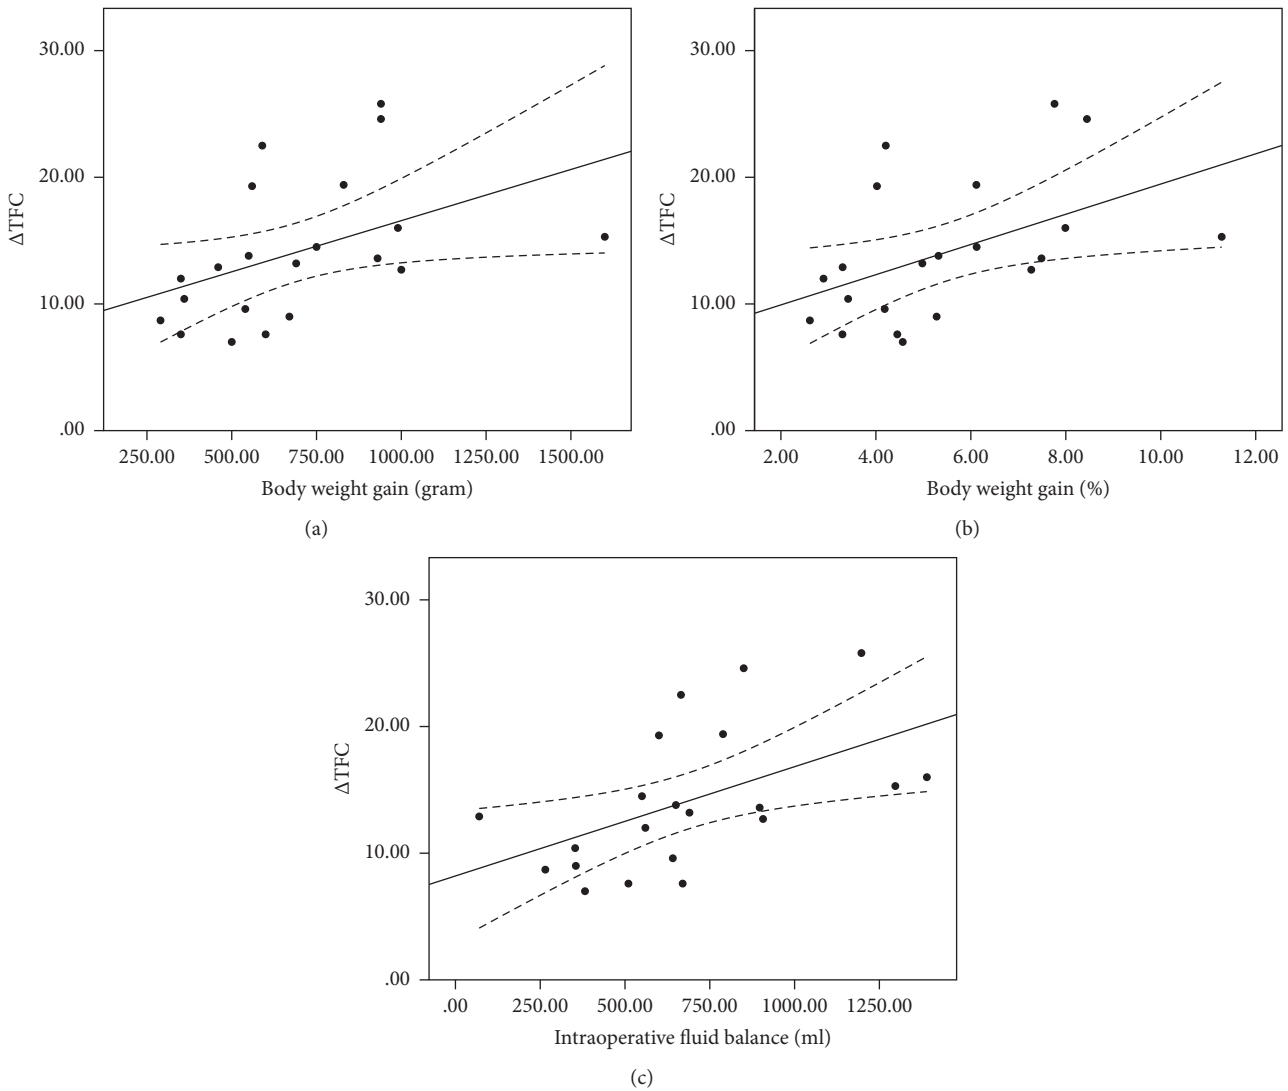 30.00
20.00
ΔTFC
10.00
.00
250.00 500.00 750.00 1000.00 1250.00 1500.00
Body weight gain (gram)
(a)
30.00
20.00
ΔTFC
10.00
.00
2.00 4.00 6.00 8.00 10.00 12.00
Body weight gain (%)
(b)
30.00
20.00
ΔTFC
10.00
.00
.00 250.00 500.00 750.00 1000.00 1250.00
Intraoperative fluid balance (ml)
(c)